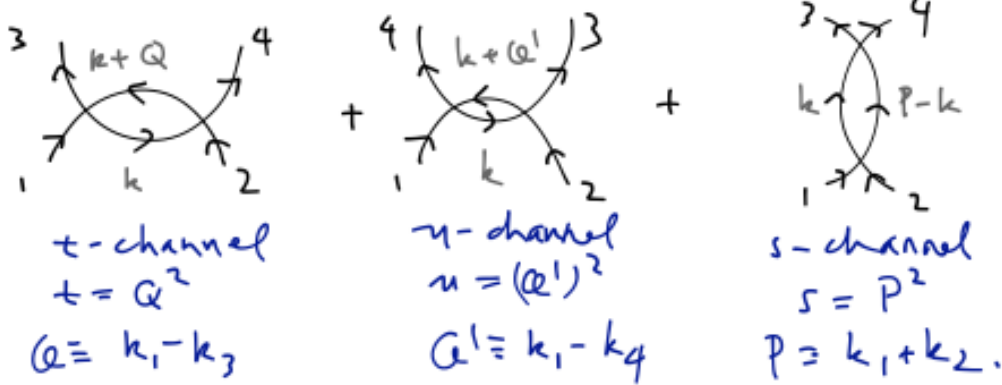 3 4 4 3 3 4
k + Q k + Q'
+ +
k P - k
1 k 2 1 k 2 1 2
t - channel u - channel s - channel
t = Q² u = (Q')² s = P²
Q ≡ k₁ - k₃ Q' ≡ k₁ - k₄ P ≡ k₁ + k₂ .